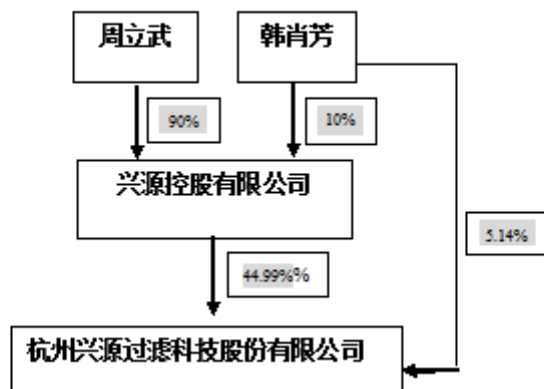 周立武
韩肖芳
90%
10%
兴源控股有限公司
5.14%
44.99%%
杭州兴源过滤科技股份有限公司